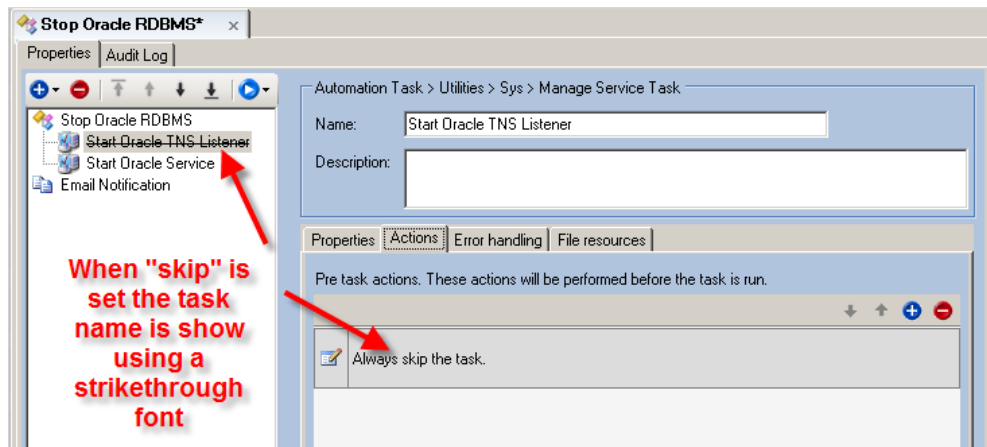 Stop Oracle RDBMS*
Properties
Audit Log
Stop Oracle RDBMS
Start Oracle TNS Listener
Start Oracle Service
Email Notification
When "skip" is
set the task
name is show
using a
strikethrough
font
Automation Task > Utilities > Sys > Manage Service Task
Name: Start Oracle TNS Listener
Description:
Properties Actions Error handling File resources
Pre task actions. These actions will be performed before the task is run.
Always skip the task.